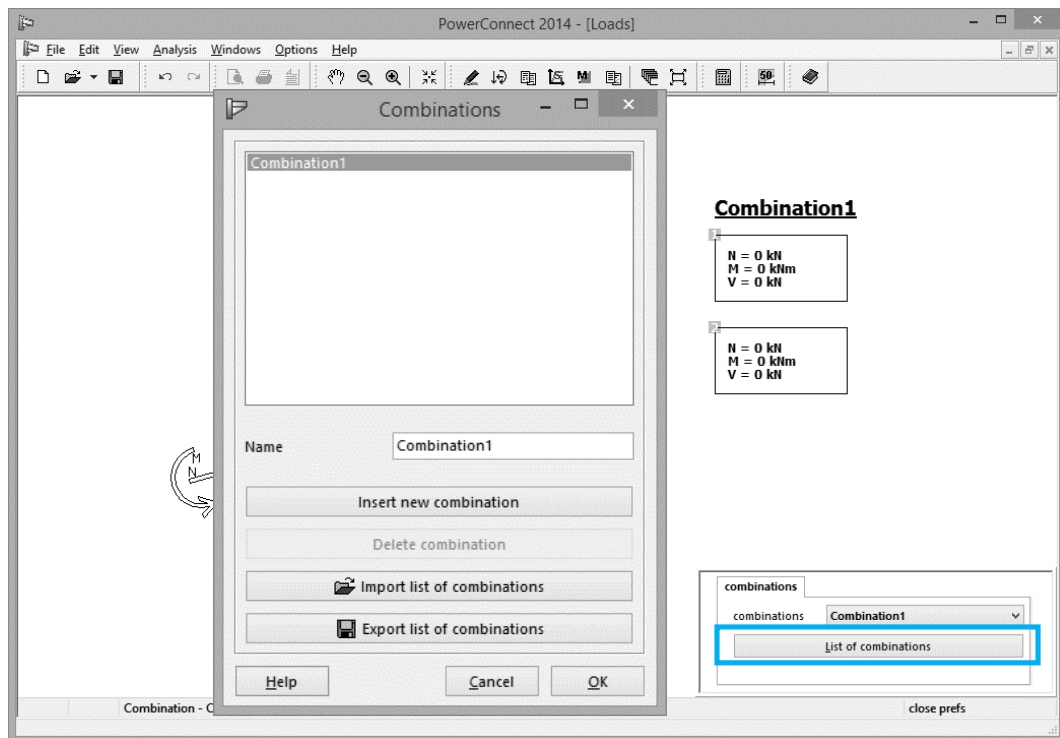 PowerConnect 2014 - [Loads]
File Edit View Analysis Windows Options Help
Combinations
Combination1
Name Combination1
Insert new combination
Delete combination
Import list of combinations
Export list of combinations
Help Cancel OK
M
N
Combination1
1
N = 0 kN
M = 0 kNm
V = 0 kN
2
N = 0 kN
M = 0 kNm
V = 0 kN
combinations
combinations Combination1
List of combinations
Combination - C
close prefs
50
M